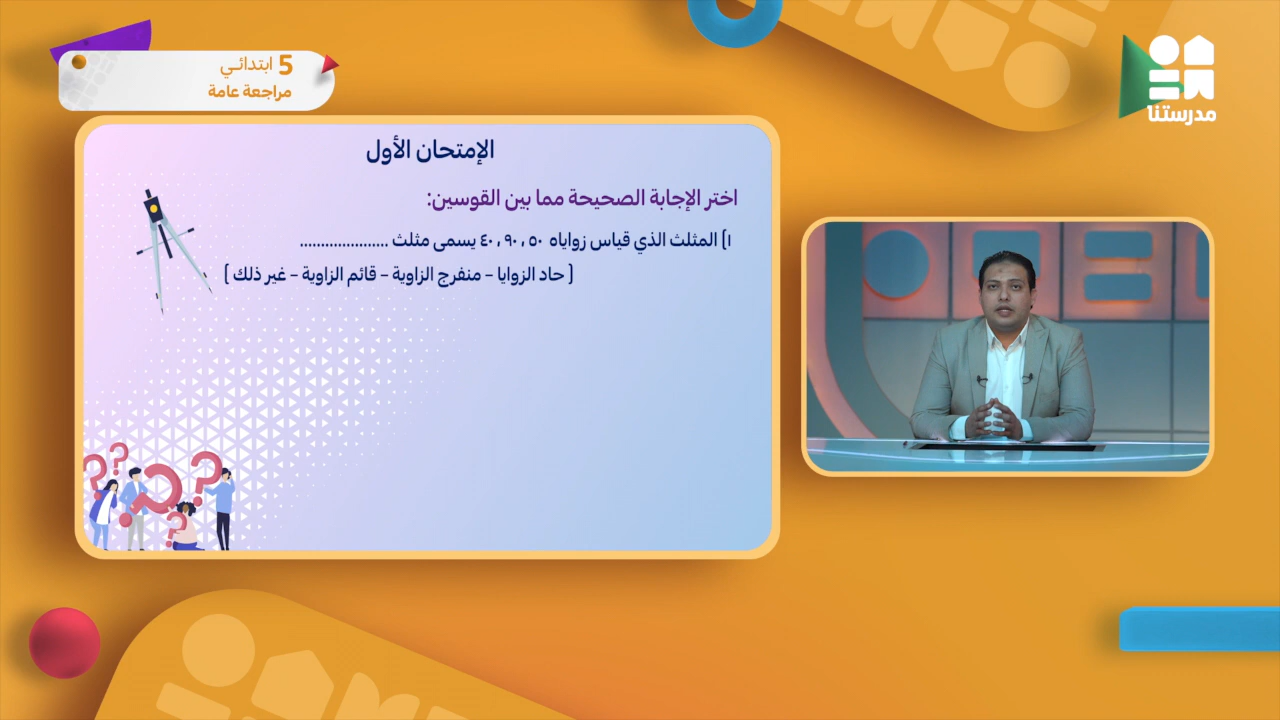 5 ابتدائي
مراجعة عامة
مدرستنا
الإمتحان الأول
اختر الإجابة الصحيحة مما بين القوسين:
١) المثلث الذي قياس زواياه ٥٠ ، ٩٠ ، ٤٠ يسمى مثلث .....................
( حاد الزوايا – منفرج الزاوية – قائم الزاوية – غير ذلك )